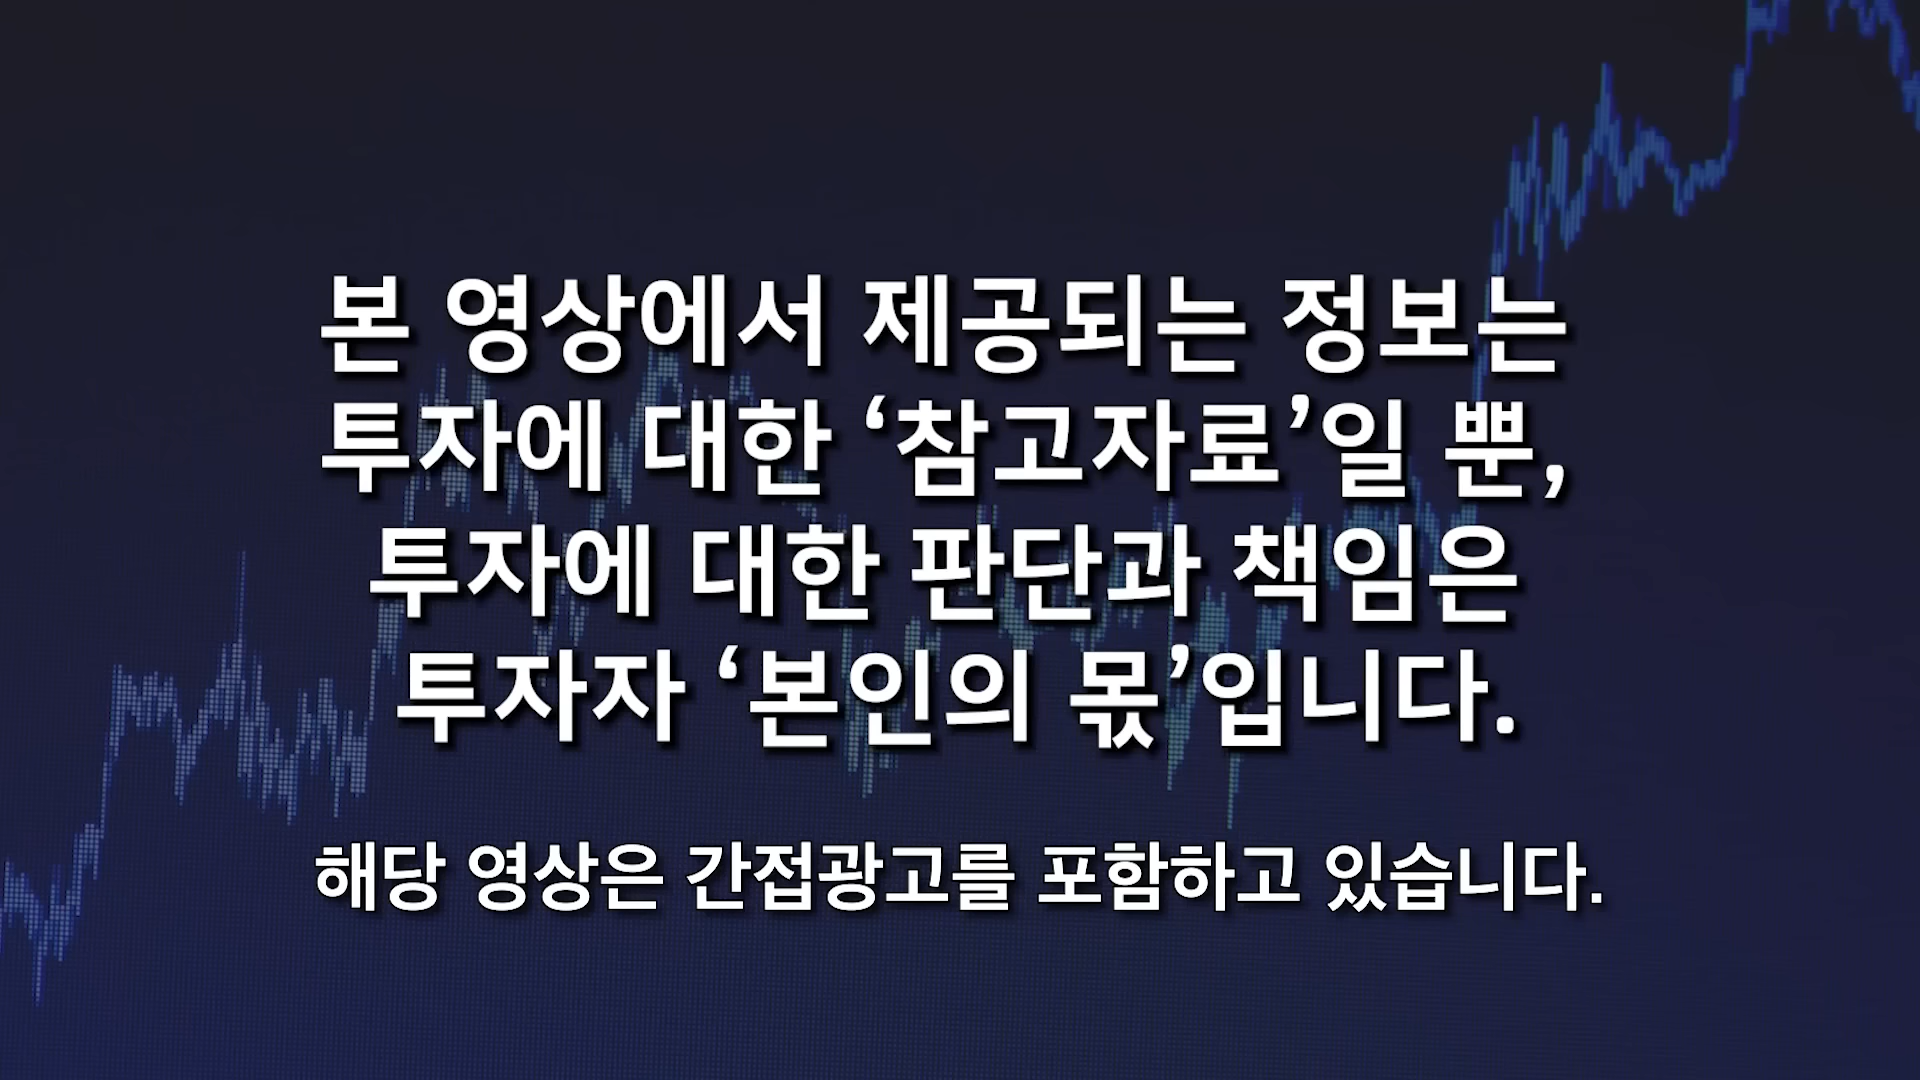 본 영상에서 제공되는 정보는
투자에 대한 ‘참고자료’일 뿐,
투자에 대한 판단과 책임은
투자자 ‘본인의 몫’입니다.
해당 영상은 간접광고를 포함하고 있습니다.